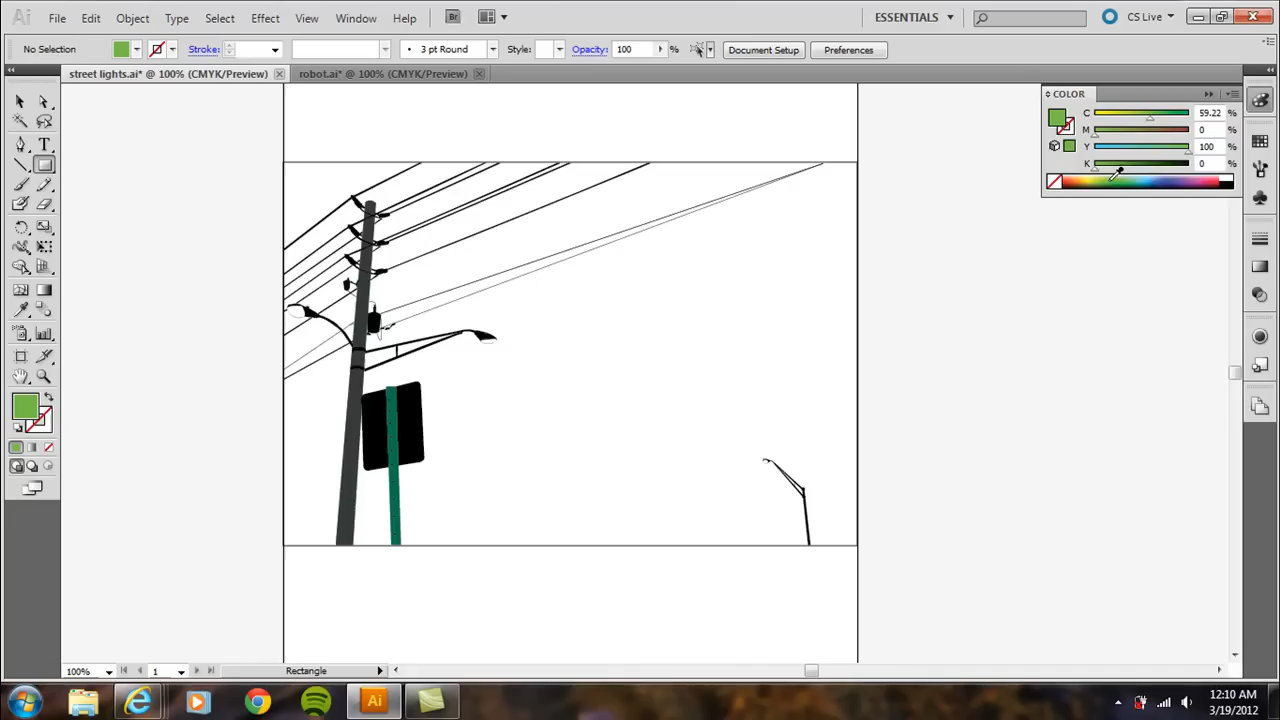 Ai File Edit Object Type Select Effect View Window Help Br ESSENTIALS CS Live
No Selection Stroke: 3 pt Round Style: Opacity: 100 % Document Setup Preferences
street lights.ai* @ 100% (CMYK/Preview) robot.ai* @ 100% (CMYK/Preview)
COLOR
C 59.22 %
M 0 %
Y 100 %
K 0 %
T
100% 1 Rectangle
Ai
12:10 AM
3/19/2012